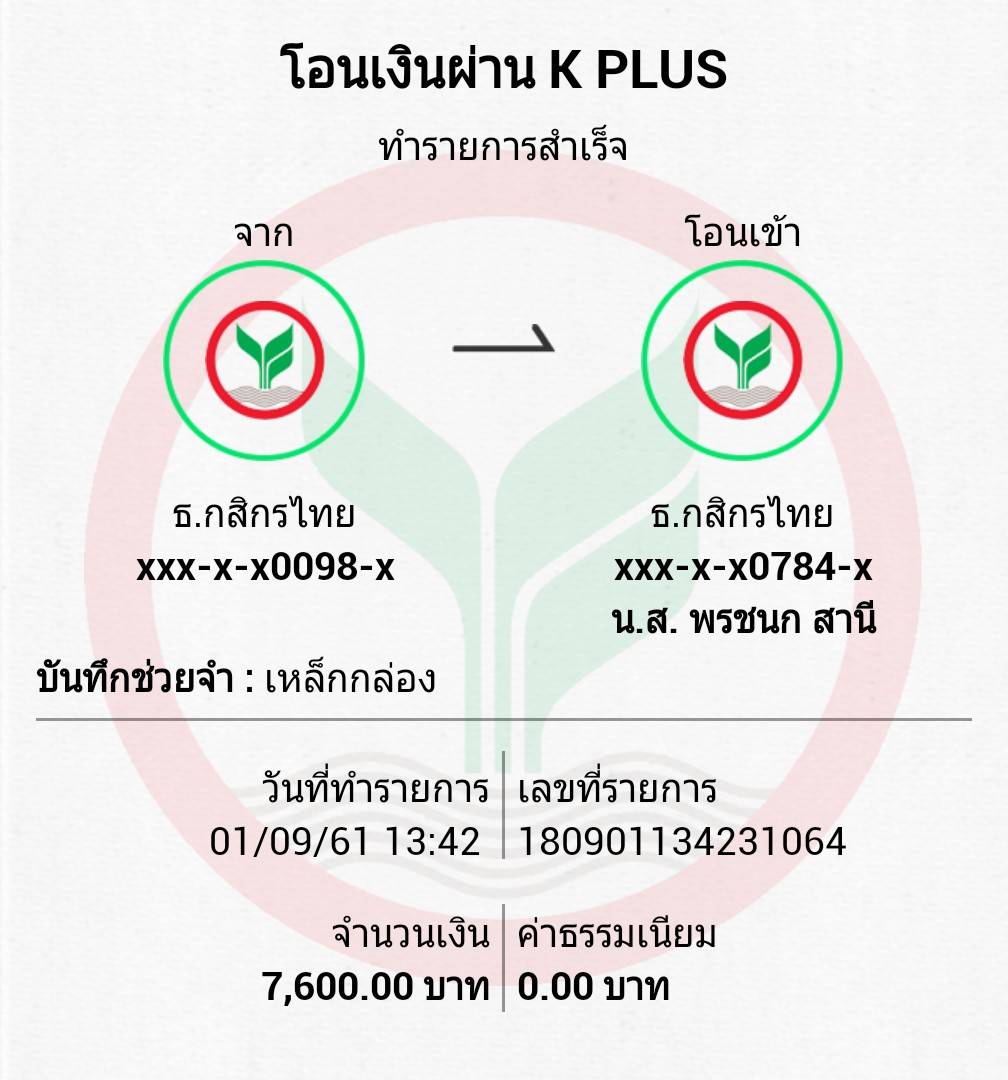 โอนเงินผ่าน K PLUS
ทำรายการสำเร็จ
จาก
โอนเข้า
ธ.กสิกรไทย
xxx-x-x0098-x
ธ.กสิกรไทย
xxx-x-x0784-x
น.ส. พรชนก สานี
บันทึกช่วยจำ : เหล็กกล่อง
วันที่ทำรายการ
01/09/61 13:42
เลขที่รายการ
180901134231064
จำนวนเงิน
7,600.00 บาท
ค่าธรรมเนียม
0.00 บาท